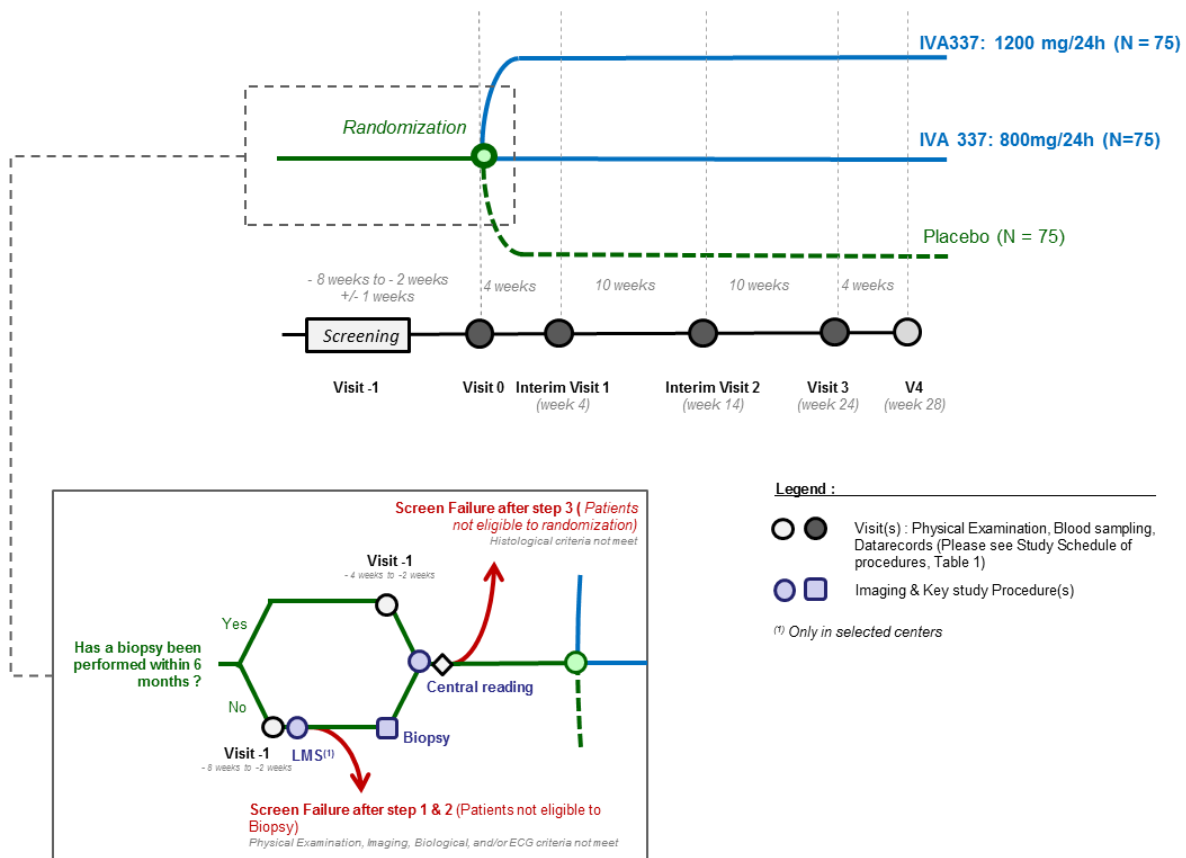 IVA337: 1200 mg/24h (N = 75)
Randomization
IVA 337: 800mg/24h (N=75)
Placebo (N = 75)
- 8 weeks to - 2 weeks
+/- 1 weeks
4 weeks
10 weeks
10 weeks
4 weeks
Screening
Visit -1
Visit 0
Interim Visit 1
(week 4)
Interim Visit 2
(week 14)
Visit 3
(week 24)
V4
(week 28)
Screen Failure after step 3 ( Patients
not eligible to randomization)
Histological criteria not meet
Visit -1
- 4 weeks to -2 weeks
Yes
Has a biopsy been
performed within 6
months ?
No
Central reading
Visit -1
- 8 weeks to -2 weeks
LMS(1)
Biopsy
Screen Failure after step 1 & 2 (Patients not eligible to
Biopsy)
Physical Examination, Imaging, Biological, and/or ECG criteria not meet
Legend :
Visit(s) : Physical Examination, Blood sampling,
Datarecords (Please see Study Schedule of
procedures, Table 1)
Imaging & Key study Procedure(s)
(1) Only in selected centers